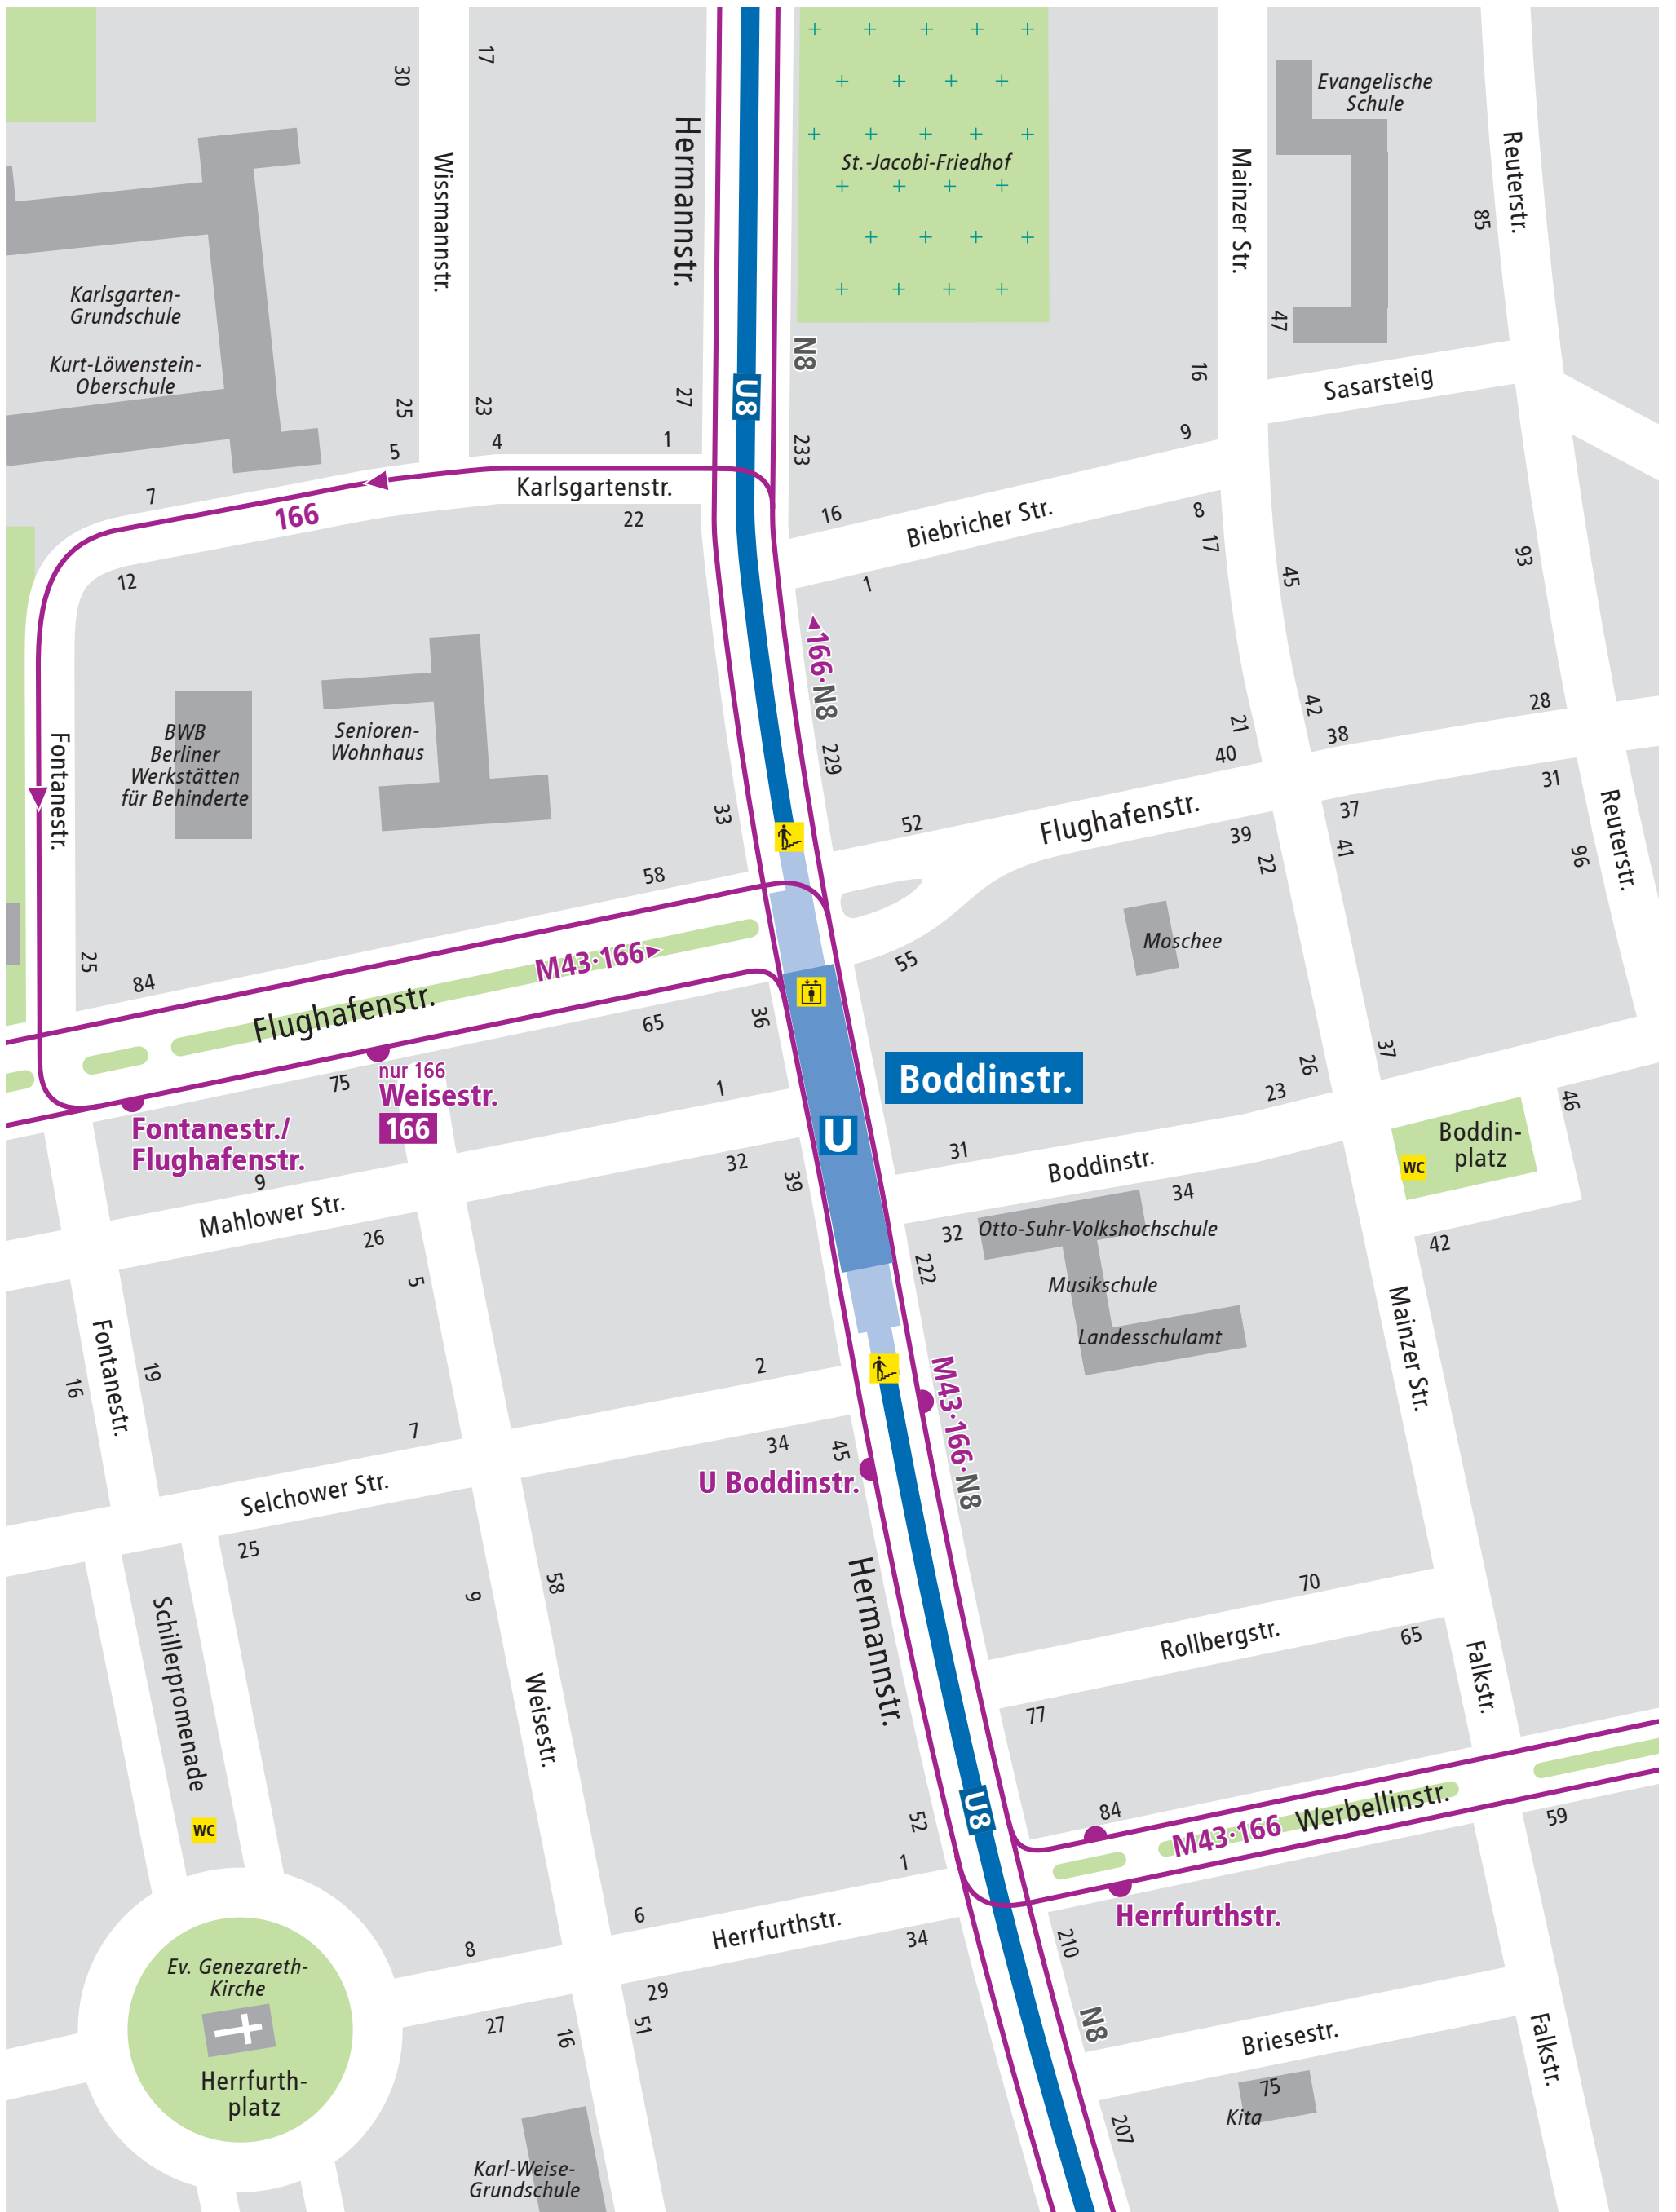 30
17
Wissmannstr.
Hermannstr.
St.-Jacobi-Friedhof
Mainzer Str.
Evangelische
Schule
Reuterstr.
85
47
Karlsgarten-
Grundschule
Kurt-Löwenstein-
Oberschule
25
23
27
U8
N8
16
Sasarsteig
5
4
1
233
9
7
166
Karlsgartenstr.
22
16
Biebricher Str.
8
17
45
93
12
1
166·N8
Fontanestr.
BWB
Berliner
Werkstätten
für Behinderte
Senioren-
Wohnhaus
33
229
21
42
38
28
40
31
37
52
Flughafenstr.
39
22
41
96
Reuterstr.
58
25
84
M43·166
Flughafenstr.
55
Moschee
36
65
75
nur 166
Weisestr.
166
Fontanestr./
Flughafenstr.
1
Boddinstr.
U
26
37
23
46
Boddin-
platz
WC
9
Mahlower Str.
26
32
39
31
Boddinstr.
34
32
Otto-Suhr-Volkshochschule
Musikschule
Landesschulamt
222
42
Mainzer Str.
5
Fontanestr.
16
19
2
7
Selchower Str.
34
45
U Boddinstr.
M43·166·N8
25
Schillerpromenade
9
58
Weisestr.
Hermannstr.
70
Rollbergstr.
65
Falkstr.
77
WC
52
U8
84
M43·166
Werbellinstr.
59
1
6
Herrfurthstr.
34
Herrfurthstr.
8
29
27
16
51
210
N8
Ev. Genezareth-
Kirche
Herrfurth-
platz
Briesestr.
75
Kita
207
Falkstr.
Karl-Weise-
Grundschule